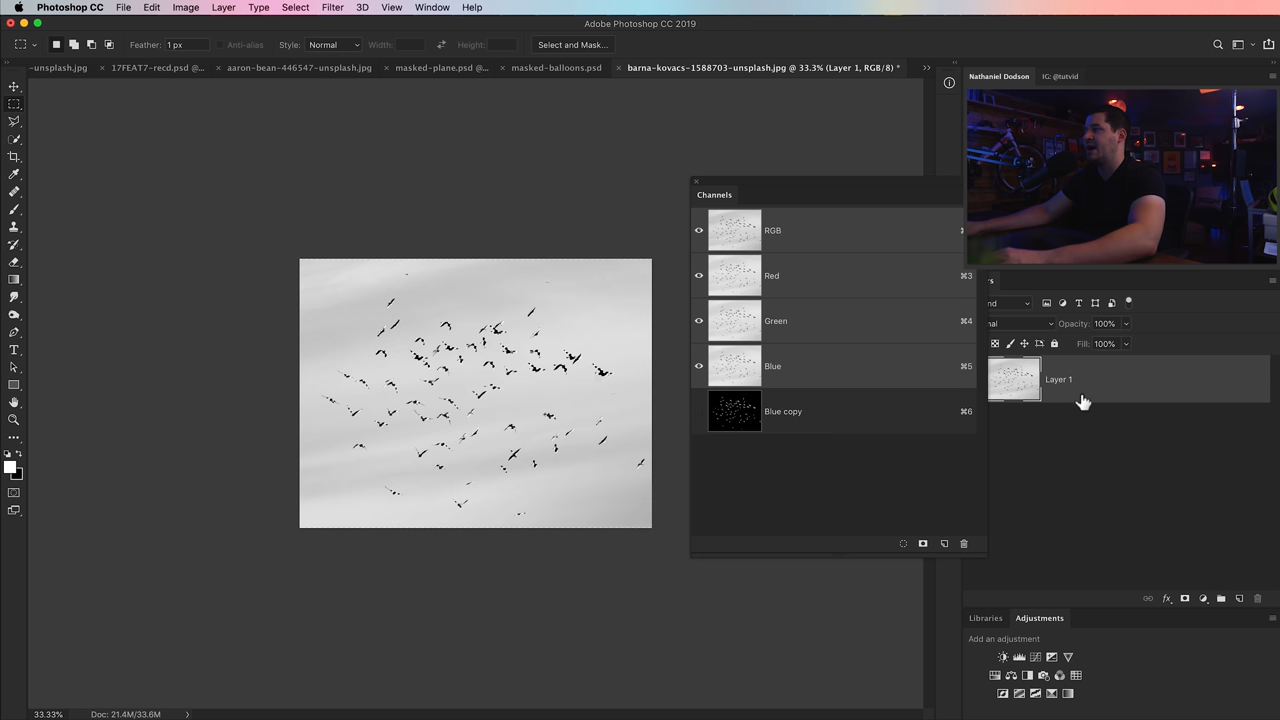 Photoshop CC File Edit Image Layer Type Select Filter 3D View Window Help
Adobe Photoshop CC 2019
Feather: 1 px Anti-alias Style: Normal Width: Height: Select and Mask...
-unsplash.jpg × 17FEAT7-recd.psd @... × aaron-bean-446547-unsplash.jpg × masked-plane.psd @... × masked-balloons.psd × barna-kovacs-1588703-unsplash.jpg @ 33.3% (Layer 1, RGB/8) *
Nathaniel Dodson IG: @tutvid
Channels
RGB
Red ⌘3
Green ⌘4
Blue ⌘5
Blue copy ⌘6
Opacity: 100%
Fill: 100%
Layer 1
Libraries Adjustments
Add an adjustment
33.33% Doc: 21.4M/33.6M